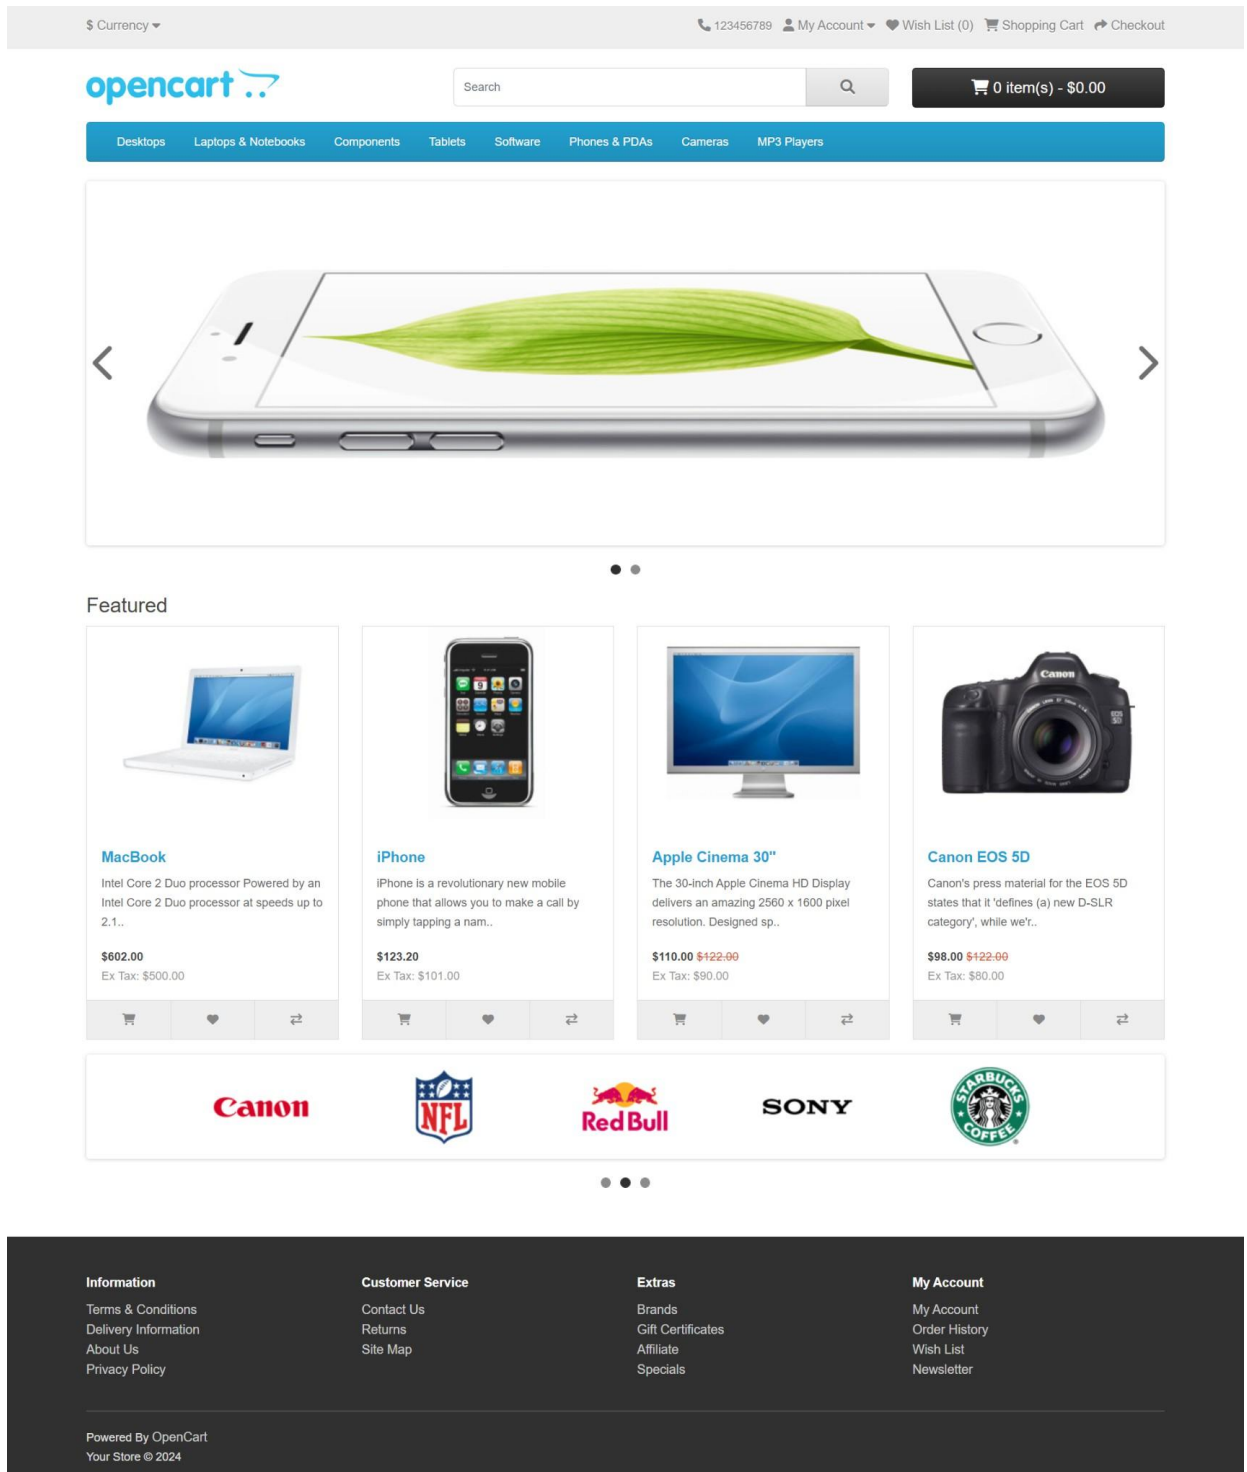 $ Currency
123456789 My Account Wish List (0) Shopping Cart Checkout
opencart
Search
0 item(s) - $0.00
Desktops Laptops & Notebooks Components Tablets Software Phones & PDAs Cameras MP3 Players
Featured
Canon
EOS
5D
MacBook
Intel Core 2 Duo processor Powered by an
Intel Core 2 Duo processor at speeds up to
2.1..
$602.00
Ex Tax: $500.00
iPhone
iPhone is a revolutionary new mobile
phone that allows you to make a call by
simply tapping a nam..
$123.20
Ex Tax: $101.00
Apple Cinema 30"
The 30-inch Apple Cinema HD Display
delivers an amazing 2560 x 1600 pixel
resolution. Designed sp..
$110.00 $122.00
Ex Tax: $90.00
Canon EOS 5D
Canon's press material for the EOS 5D
states that it 'defines (a) new D-SLR
category', while we'r..
$98.00 $122.00
Ex Tax: $80.00
Canon
NFL
Red Bull
SONY
STARBUCKS COFFEE
Information
Terms & Conditions
Delivery Information
About Us
Privacy Policy
Customer Service
Contact Us
Returns
Site Map
Extras
Brands
Gift Certificates
Affiliate
Specials
My Account
My Account
Order History
Wish List
Newsletter
Powered By OpenCart
Your Store © 2024